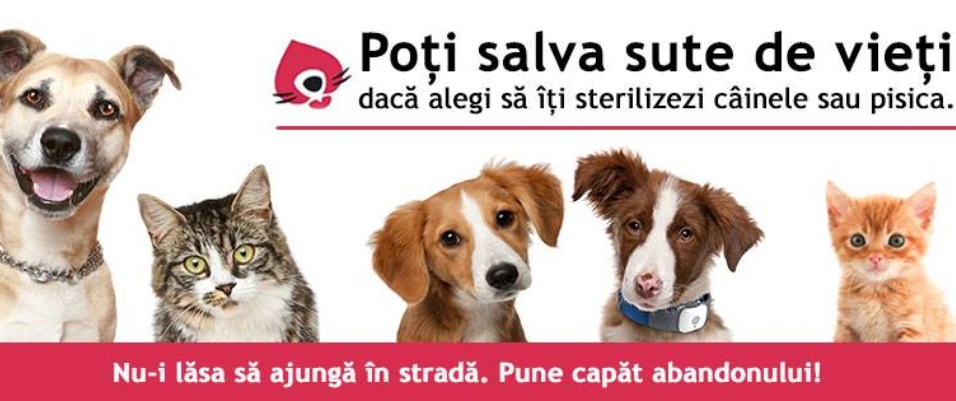 Poți salva sute de vieți
dacă alegi să îți sterilizezi câinele sau pisica.
Nu-i lăsa să ajungă în stradă. Pune capăt abandonului!